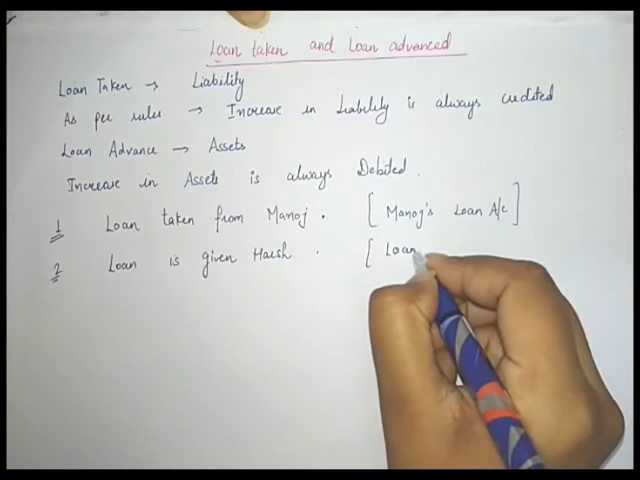 Loan taken and Loan advanced
Loan Taken → Liability
As per rules → Increase in Liability is always credited
Loan Advance → Assets
Increase in Assets is always Debited.
1 Loan taken from Manoj. [Manoj's Loan A/c]
2 Loan is given Harsh. [Loan